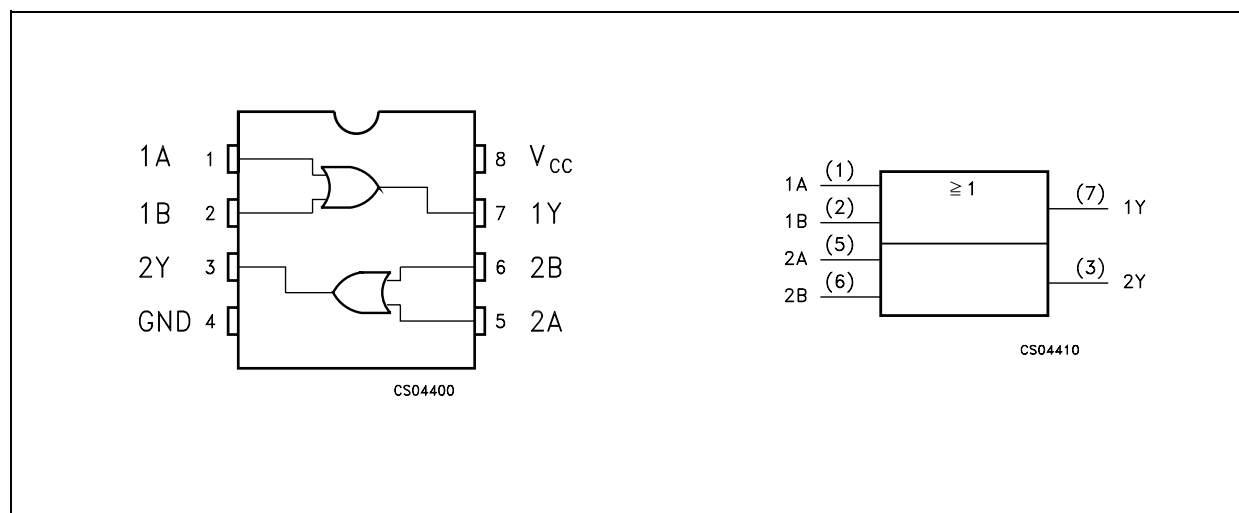 1A 1 8 VCC
1B 2 7 1Y
2Y 3 6 2B
GND 4 5 2A
CS04400
≧ 1
1A (1) (7) 1Y
1B (2)
2A (5) (3) 2Y
2B (6)
CS04410